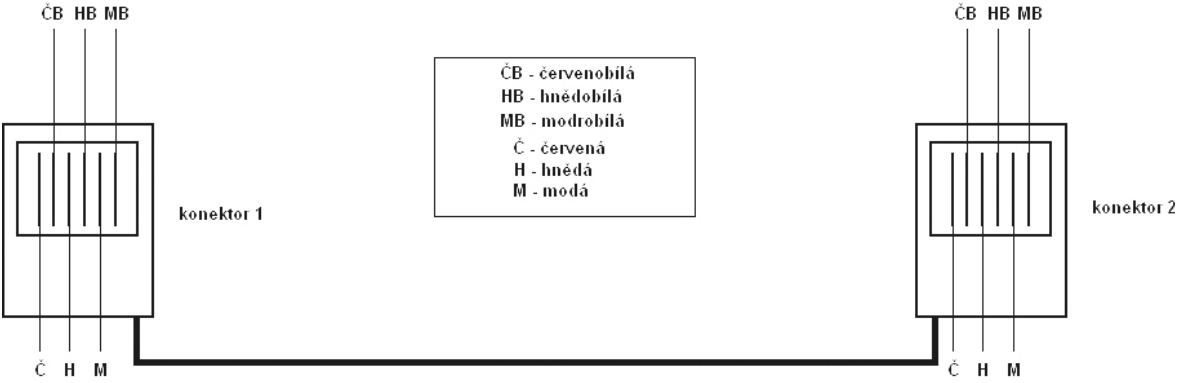 ČB HB MB
ČB HB MB
ČB - červenobílá
HB - hnědobílá
MB - modrobílá
Č - červená
H - hnědá
M - modá
konektor 1
konektor 2
Č H M
Č H M